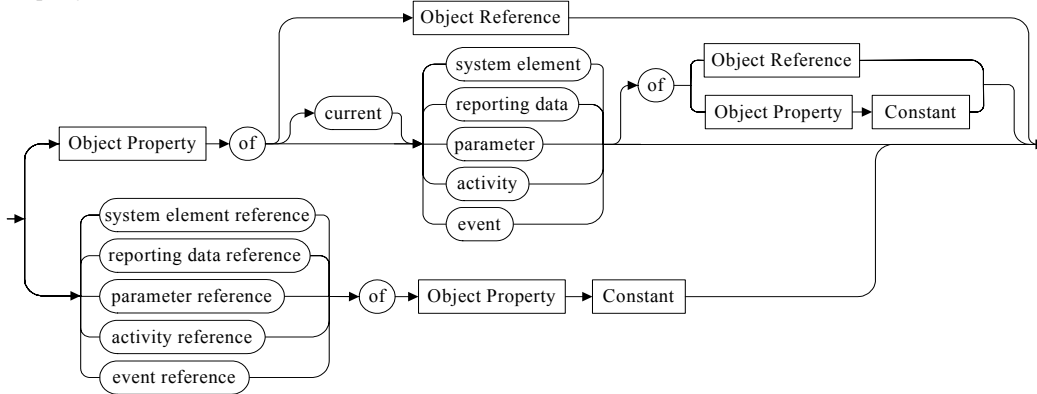 Object Reference
system element
of
Object Reference
reporting data
current
Object Property
Constant
Object Property
of
parameter
activity
system element reference
event
reporting data reference
parameter reference
of
Object Property
Constant
activity reference
event reference